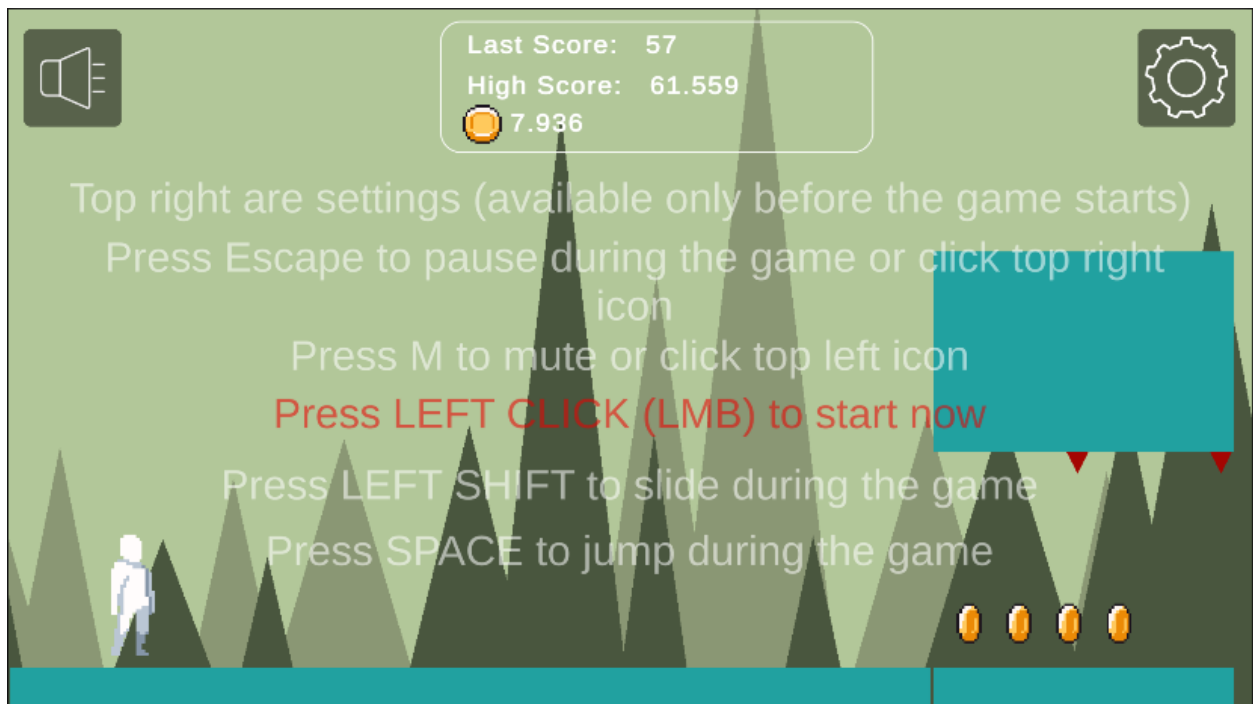 Last Score: 57
High Score: 61.559
7.936
Top right are settings (available only before the game starts)
Press Escape to pause during the game or click top right
icon
Press M to mute or click top left icon
Press LEFT CLICK (LMB) to start now
Press LEFT SHIFT to slide during the game
Press SPACE to jump during the game